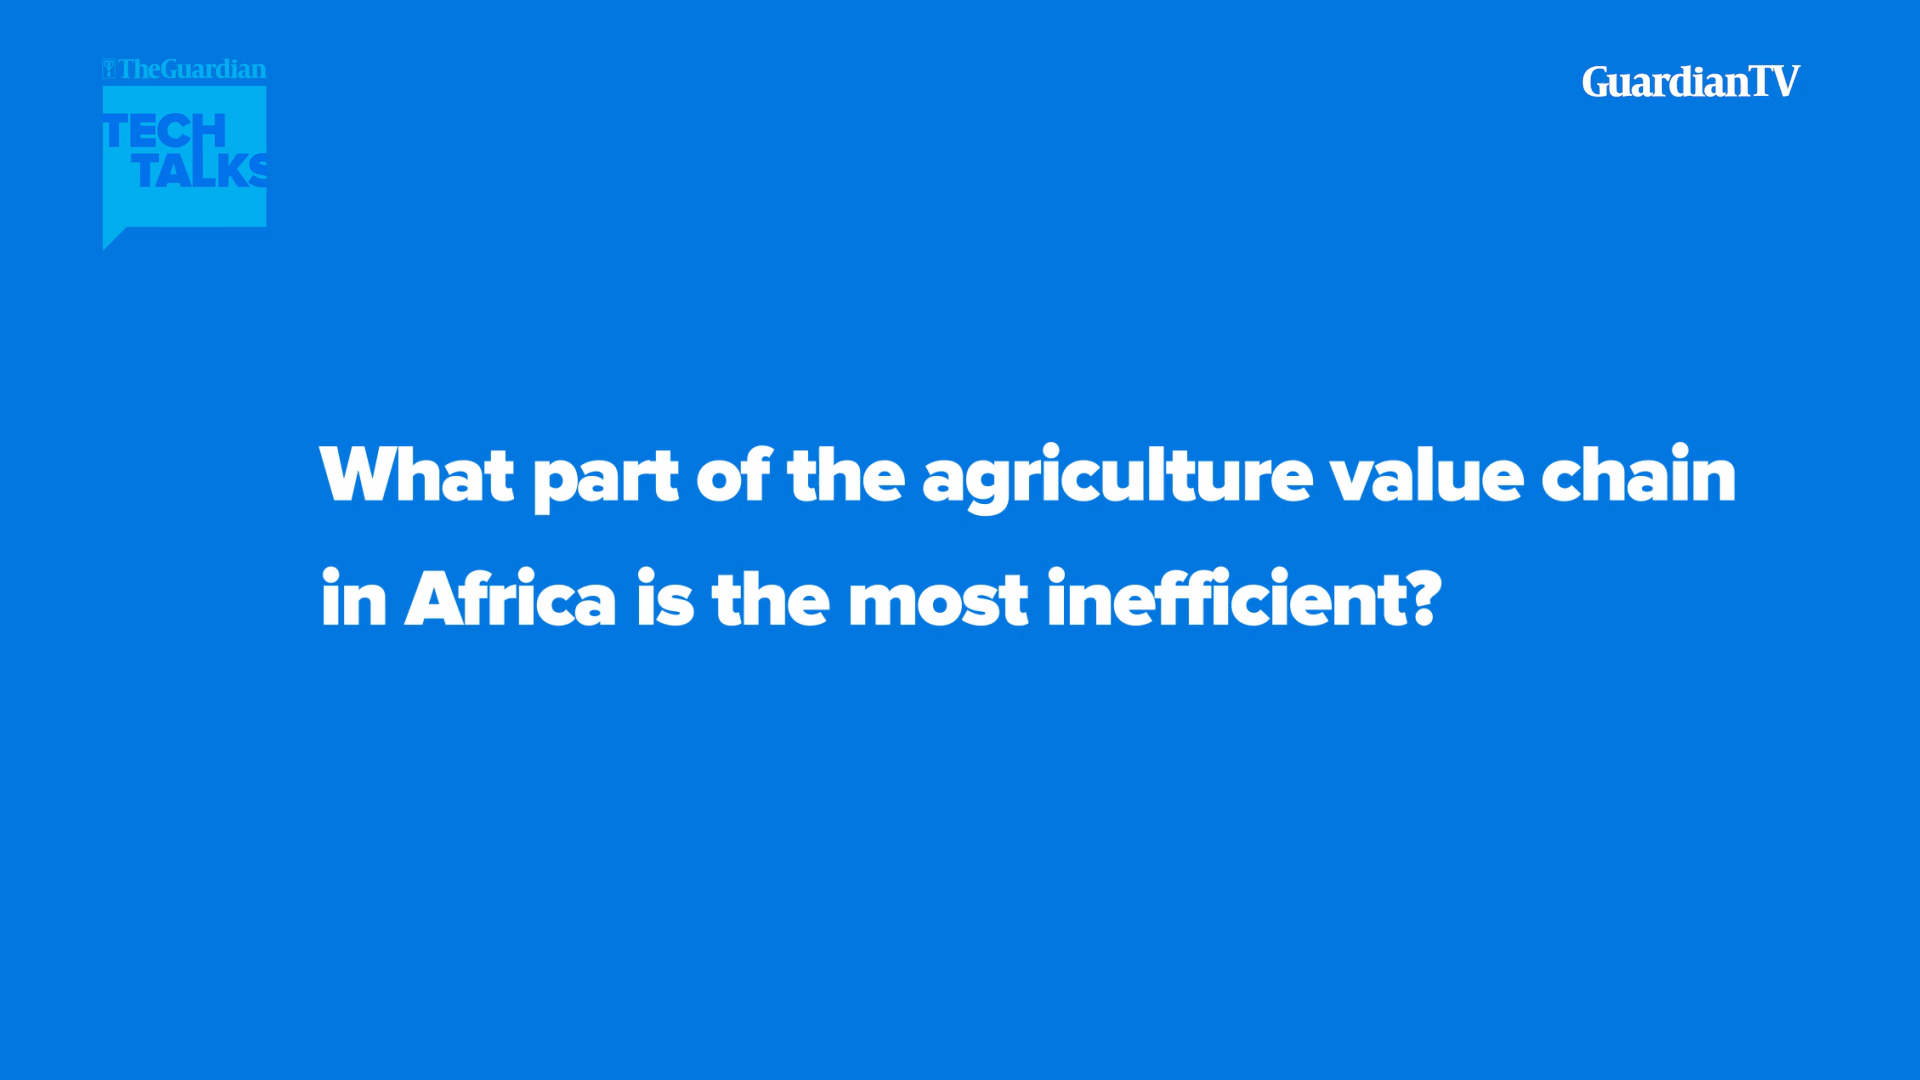 TheGuardian
GuardianTV
TECH
TALKS
What part of the agriculture value chain
in Africa is the most inefficient?